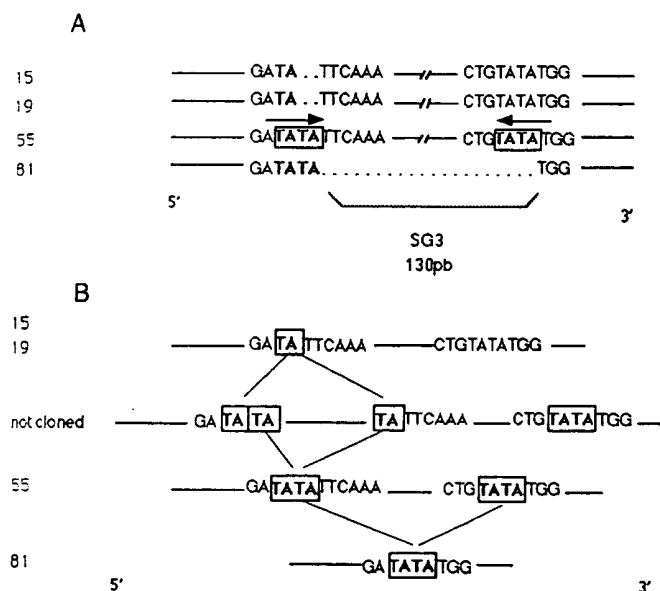 A
15 GATA..TTCAAA CTGTATATGG
19 GATA..TTCAAA CTGTATATGG
55 GATATATTCAAA CTGTATATGG
81 GATATA.....................TGG
5' 3'
SG3
130pb
B
15
19 GATATTCAAA CTGTATATGG
not cloned GATATA TATTCAAA CTGTATATGG
55 GATATATTCAAA CTGTATATGG
81 GATATATGG
5' 3'